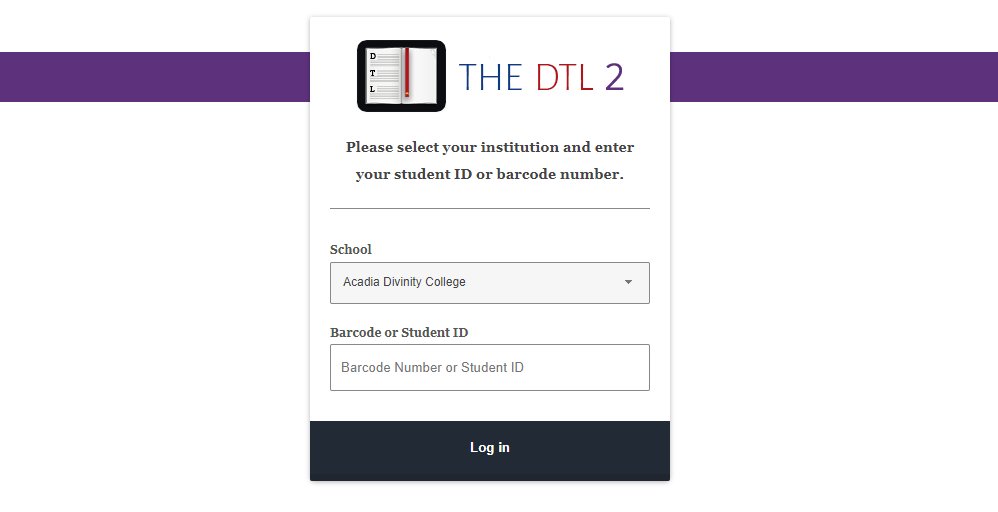 D
T
L
THE DTL 2
Please select your institution and enter
your student ID or barcode number.
School
Acadia Divinity College
Barcode or Student ID
Barcode Number or Student ID
Log in